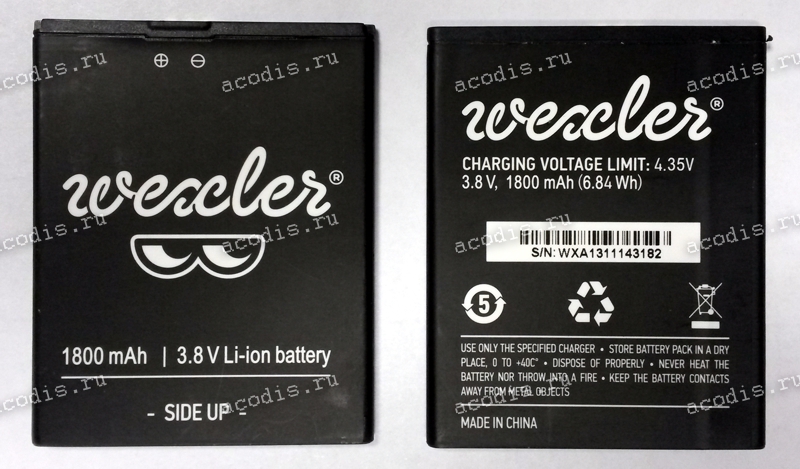 ⊕ ⊖
wexler®
1800 mAh | 3.8 V Li-ion battery
- SIDE UP -
wexler®
CHARGING VOLTAGE LIMIT: 4.35V
3.8 V, 1800 mAh (6.84 Wh)
S/N: WXA1311143182
5
USE ONLY THE SPECIFIED CHARGER • STORE BATTERY PACK IN A DRY
PLACE, 0 TO +40C° • DISPOSE OF PROPERLY • NEVER HEAT THE
BATTERY NOR THROW INTO A FIRE • KEEP THE BATTERY CONTACTS
AWAY FROM METAL OBJECTS
MADE IN CHINA
acodis.ru
acodis.ru
acodis.ru
acodis.ru
acodis.ru
acodis.ru
acodis.ru
acodis.ru
acodis.ru